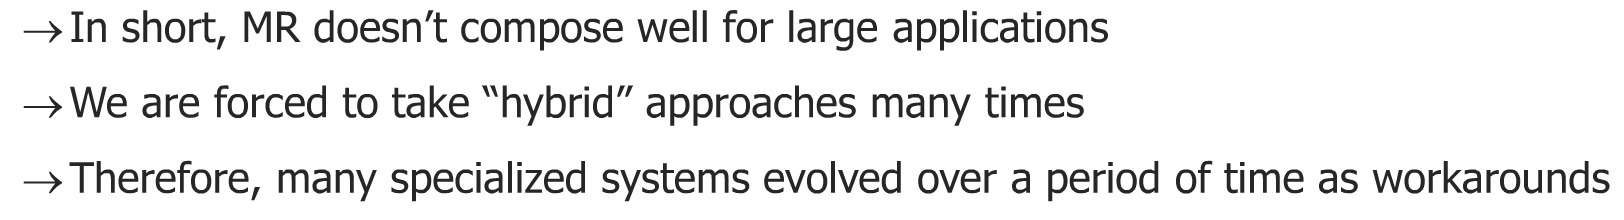 →In short, MR doesn’t compose well for large applications
→We are forced to take “hybrid” approaches many times
→Therefore, many specialized systems evolved over a period of time as workarounds